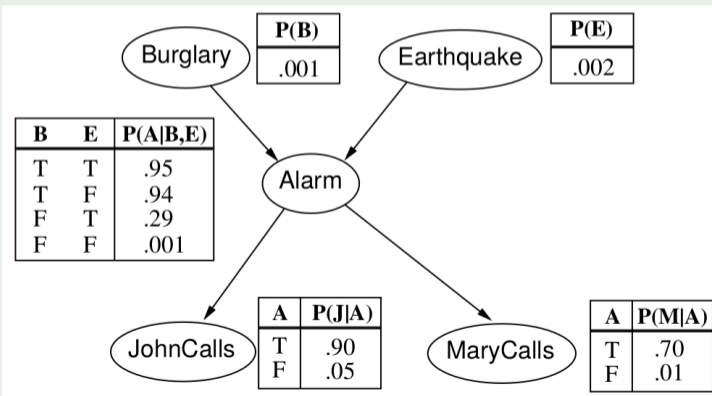 Burglary
P(B)
.001
Earthquake
P(E)
.002
B E P(A|B,E)
T T .95
T F .94
F T .29
F F .001
Alarm
JohnCalls
A P(J|A)
T .90
F .05
MaryCalls
A P(M|A)
T .70
F .01